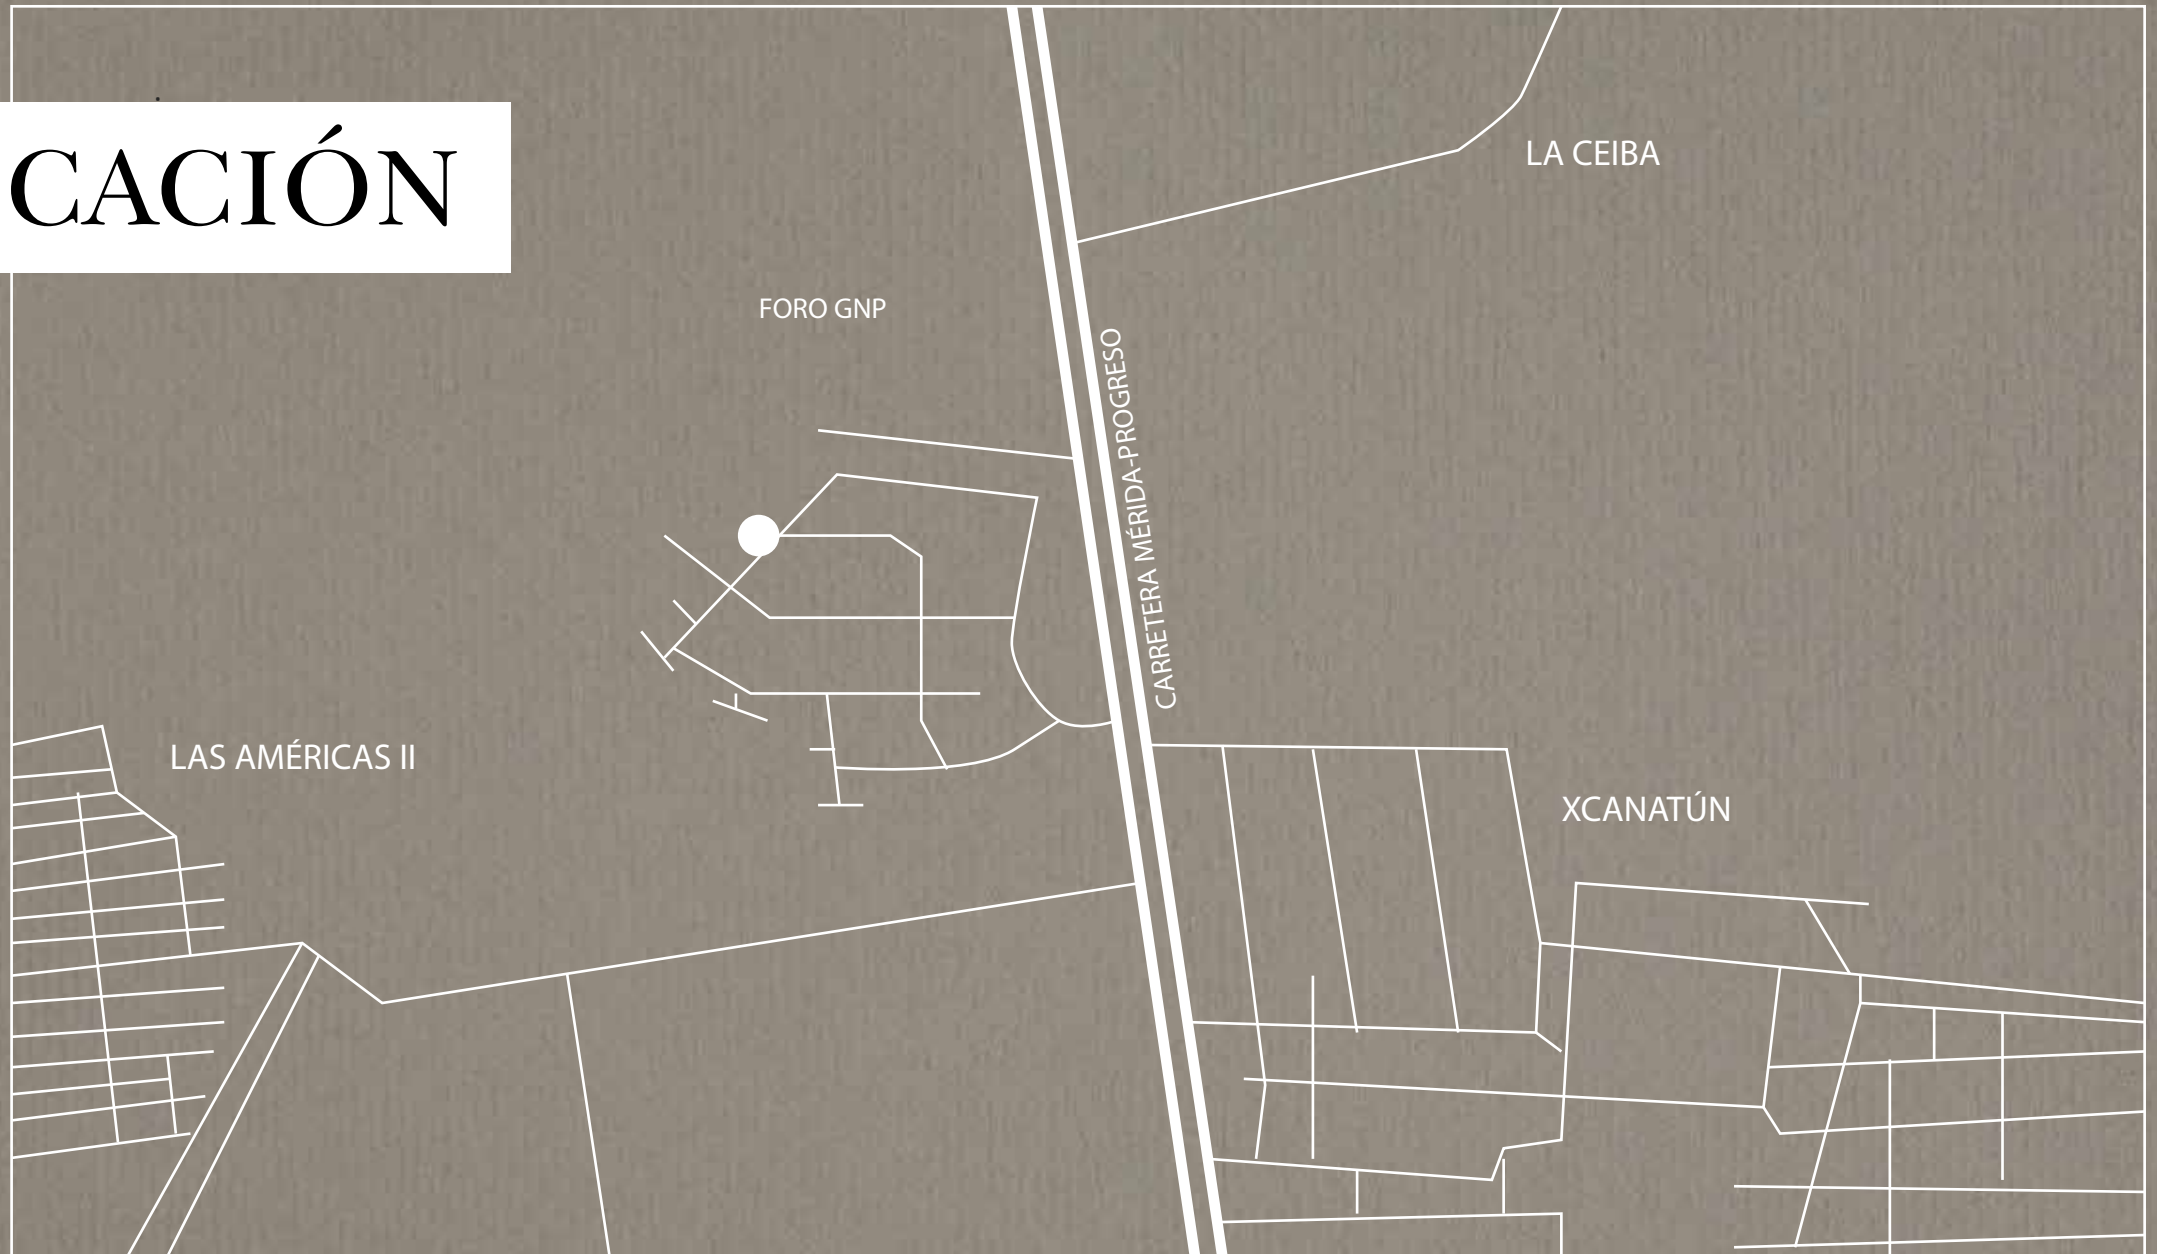 CACIÓN
LA CEIBA
FORO GNP
CARRETERA MÉRIDA-PROGRESO
LAS AMÉRICAS II
XCANATÚN